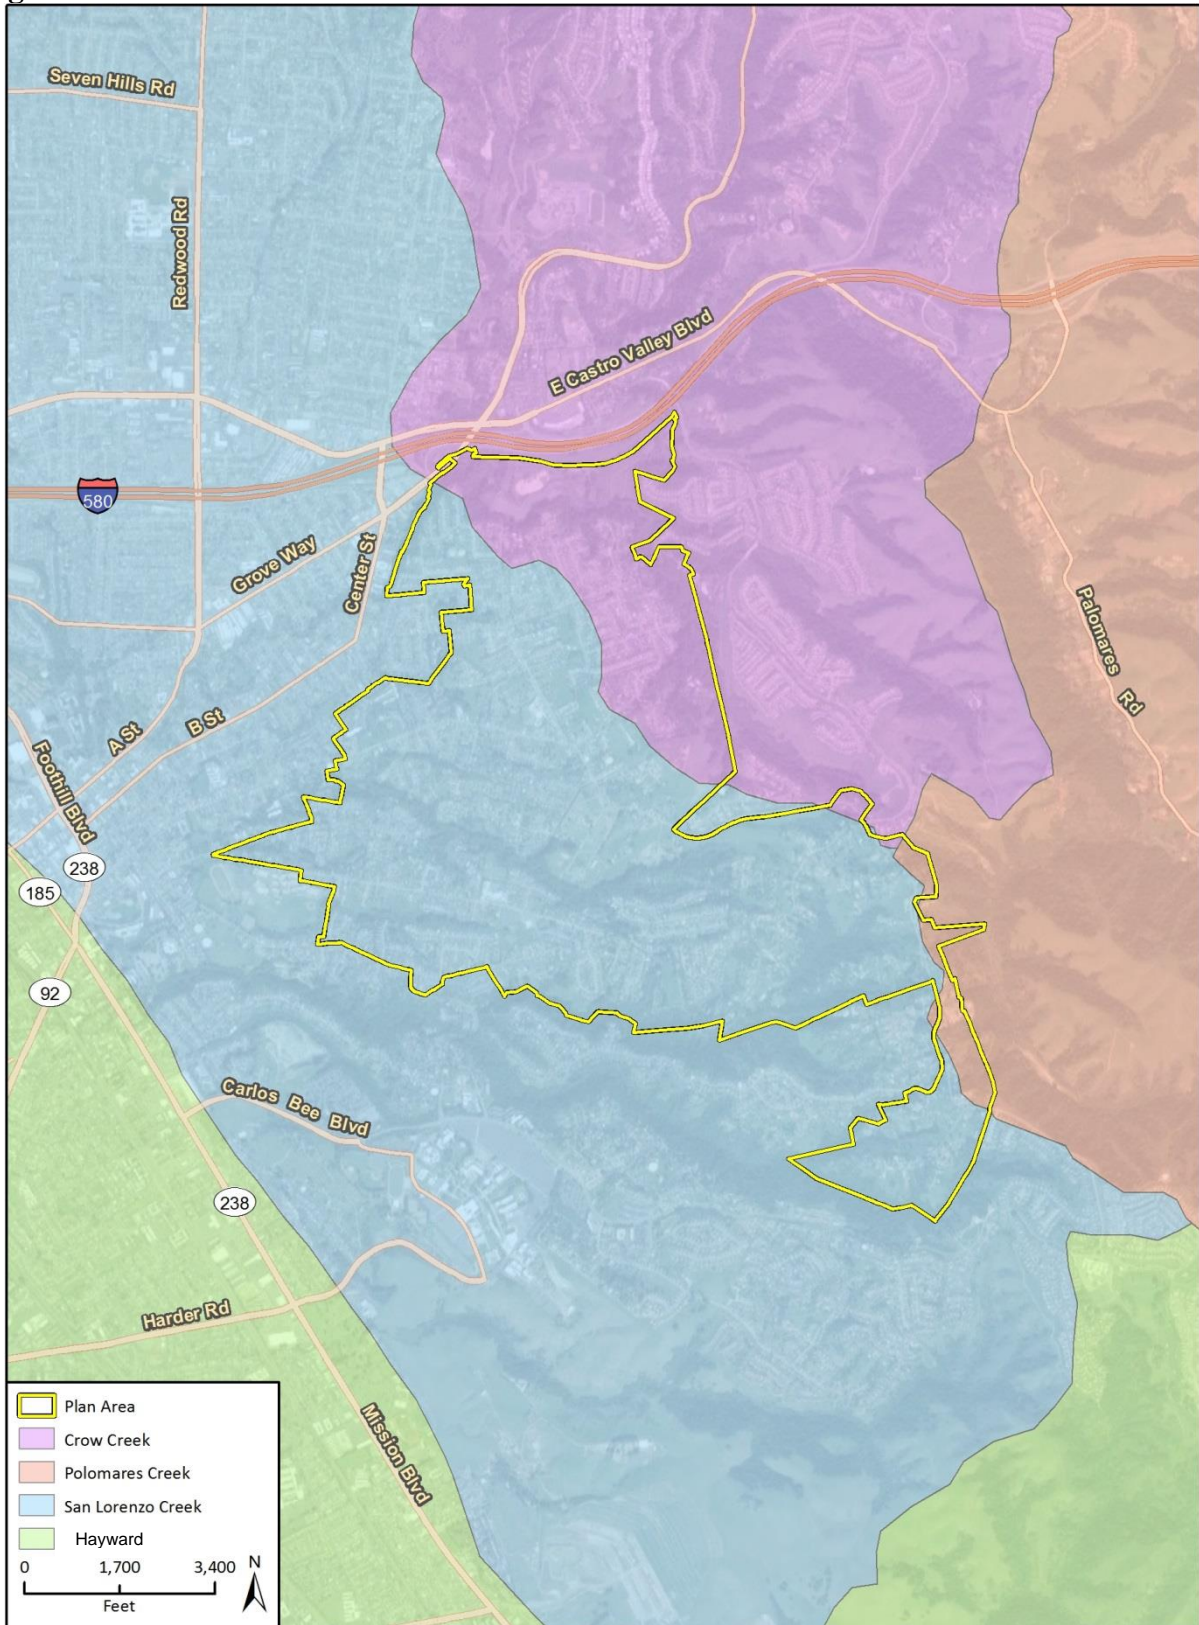 Seven Hills Rd
Redwood Rd
E Castro Valley Blvd
580
Grove Way
Center St
Palomares Rd
A St
B St
Foothill Blvd
238
185
92
Carlos Bee Blvd
238
Harder Rd
Mission Blvd
Plan Area
Crow Creek
Polomares Creek
San Lorenzo Creek
Hayward
0 1,700 3,400 N
Feet